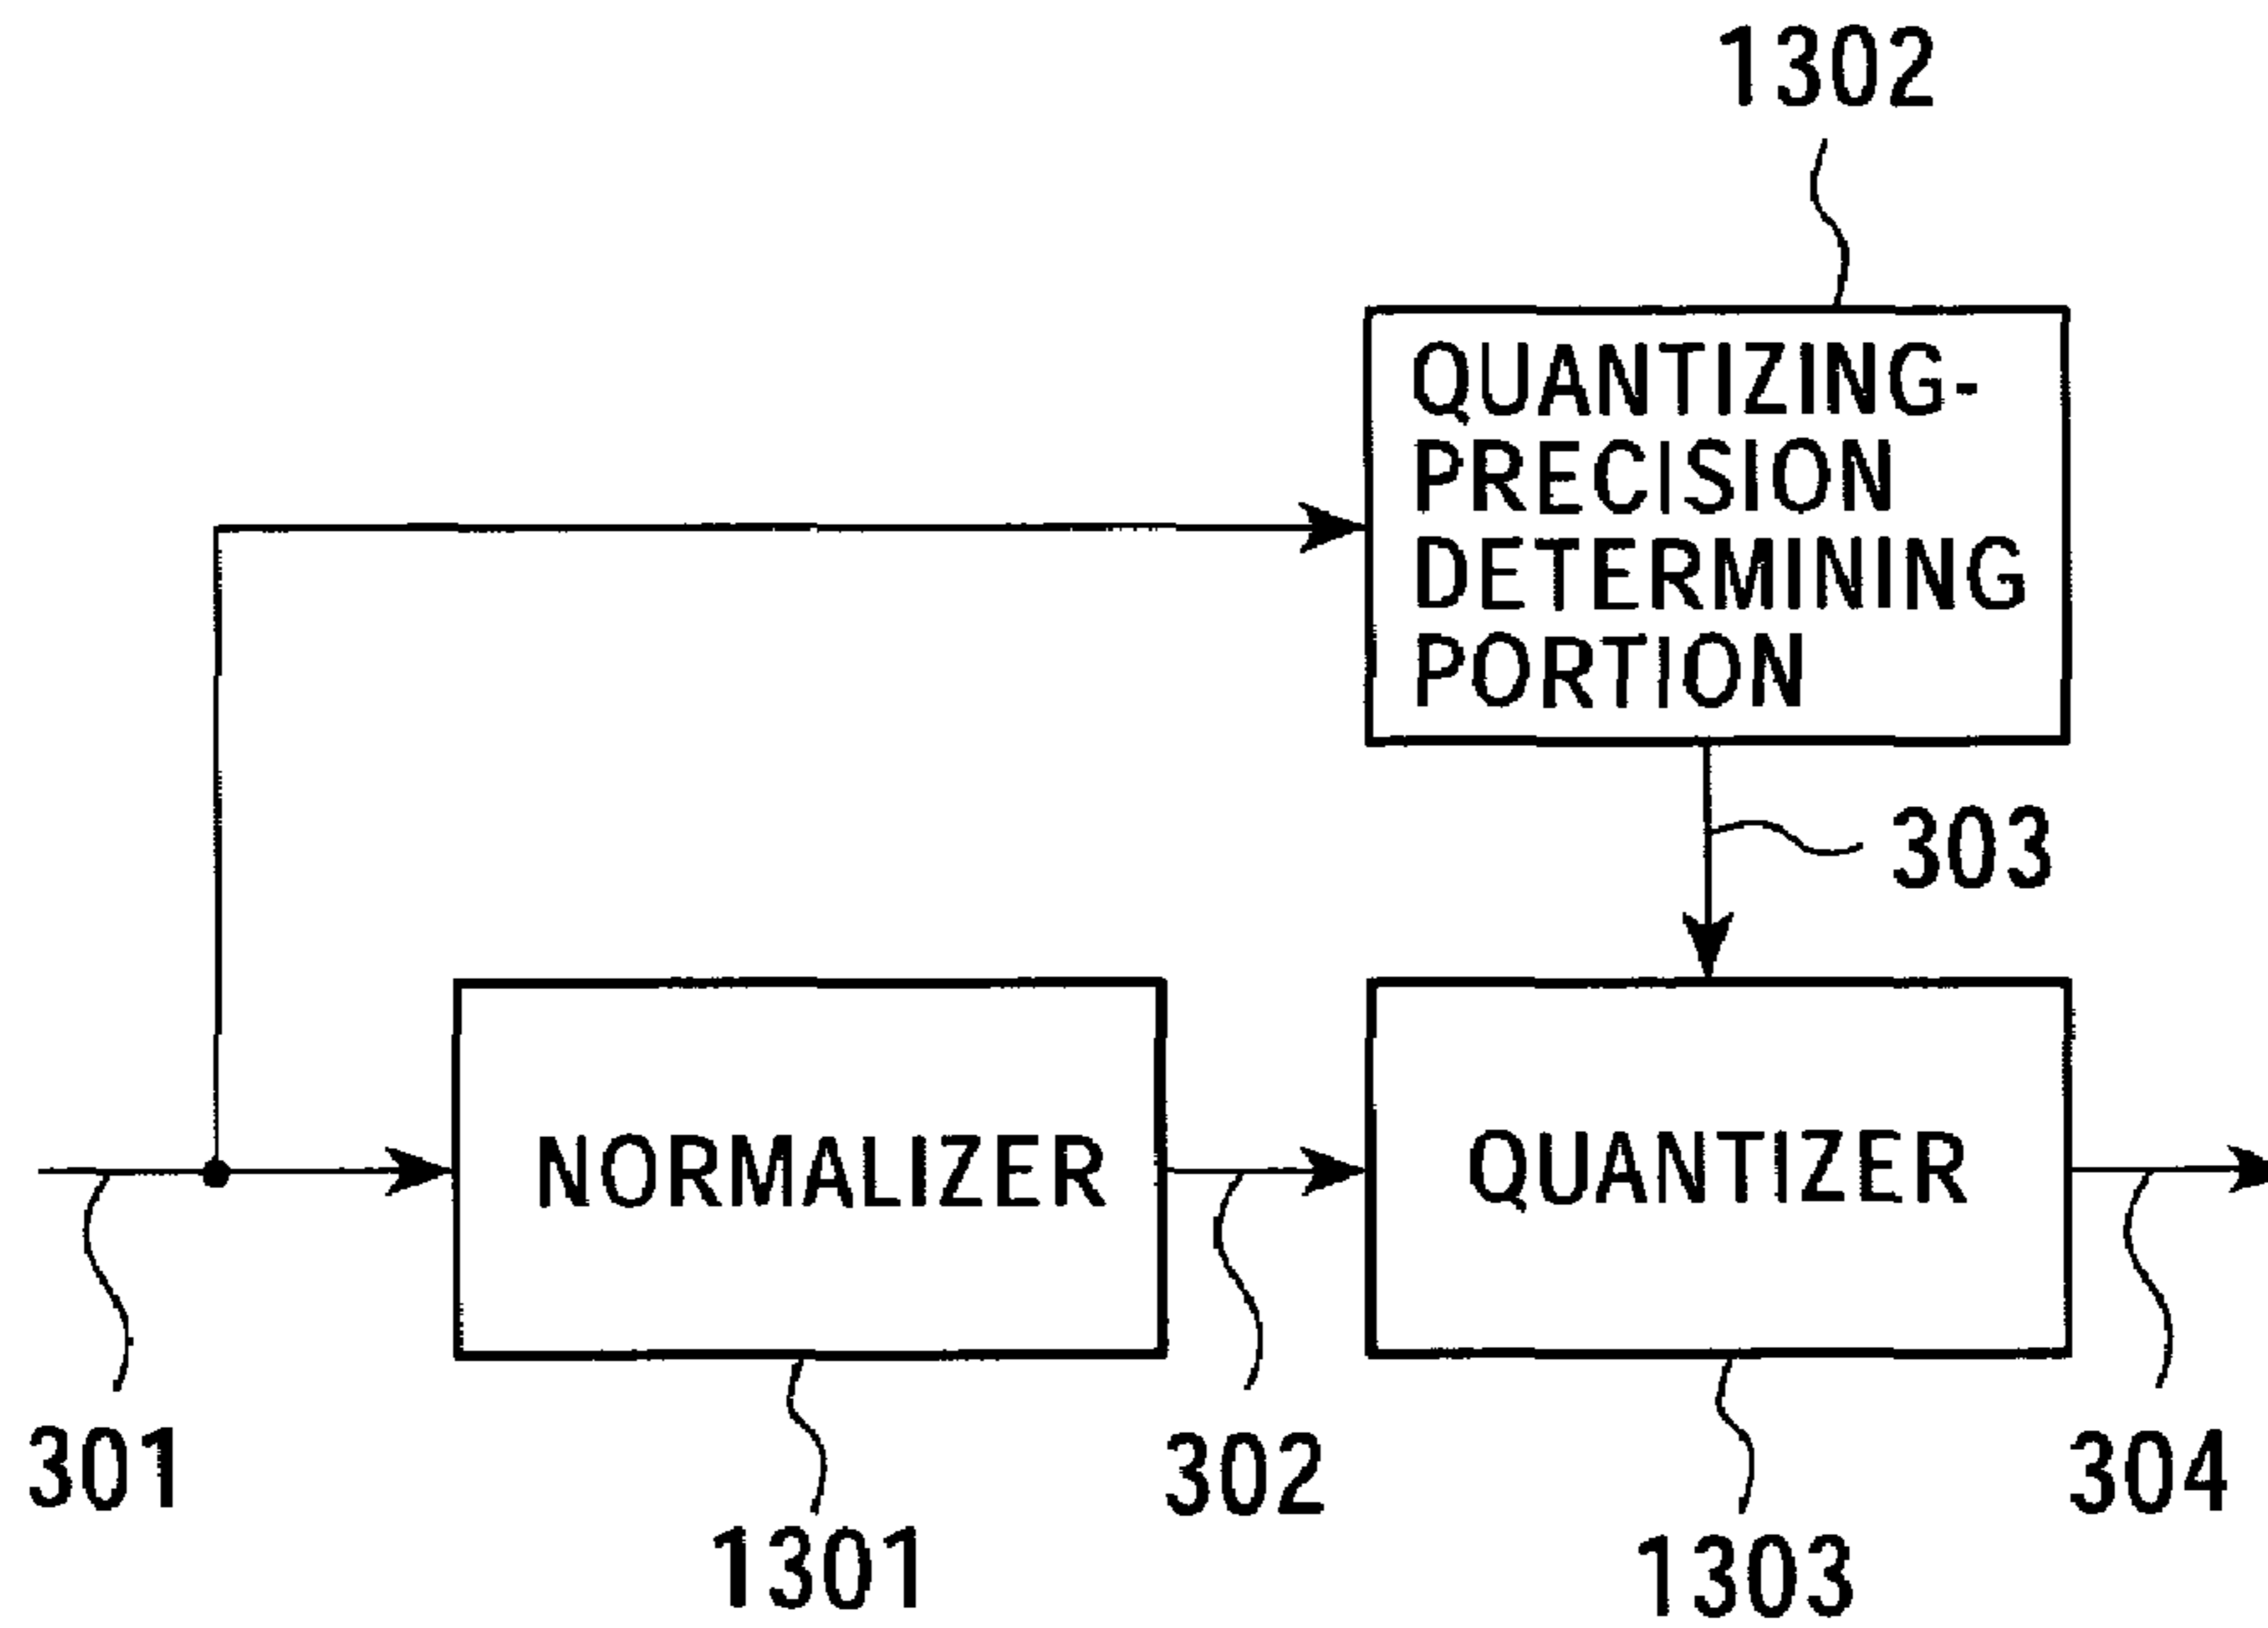 1302
QUANTIZING-
PRECISION
DETERMINING
PORTION
303
NORMALIZER
QUANTIZER
301
302
304
1301
1303